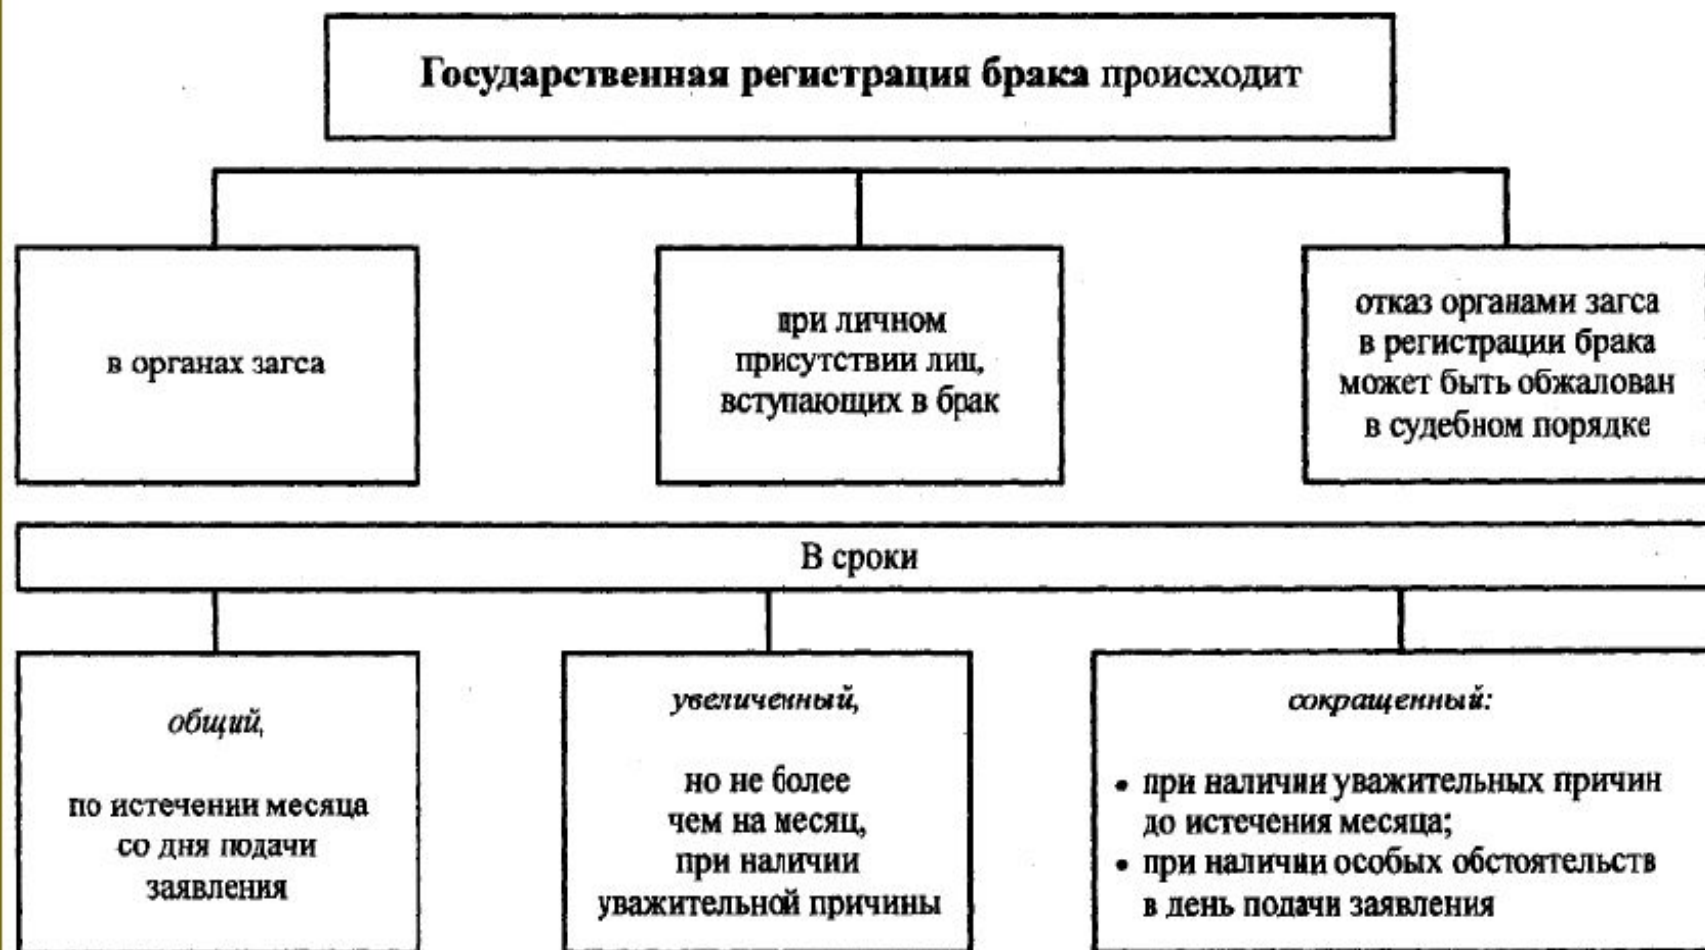 Государственная регистрация брака происходит
в органах загса
при личном
присутствии лиц,
вступающих в брак
отказ органами загса
в регистрации брака
может быть обжалован
в судебном порядке
В сроки
общий,
по истечении месяца
со дня подачи
заявления
увеличенный,
но не более
чем на месяц,
при наличии
уважительной причины
сокращенный:
• при наличии уважительных причин
до истечения месяца;
• при наличии особых обстоятельств
в день подачи заявления